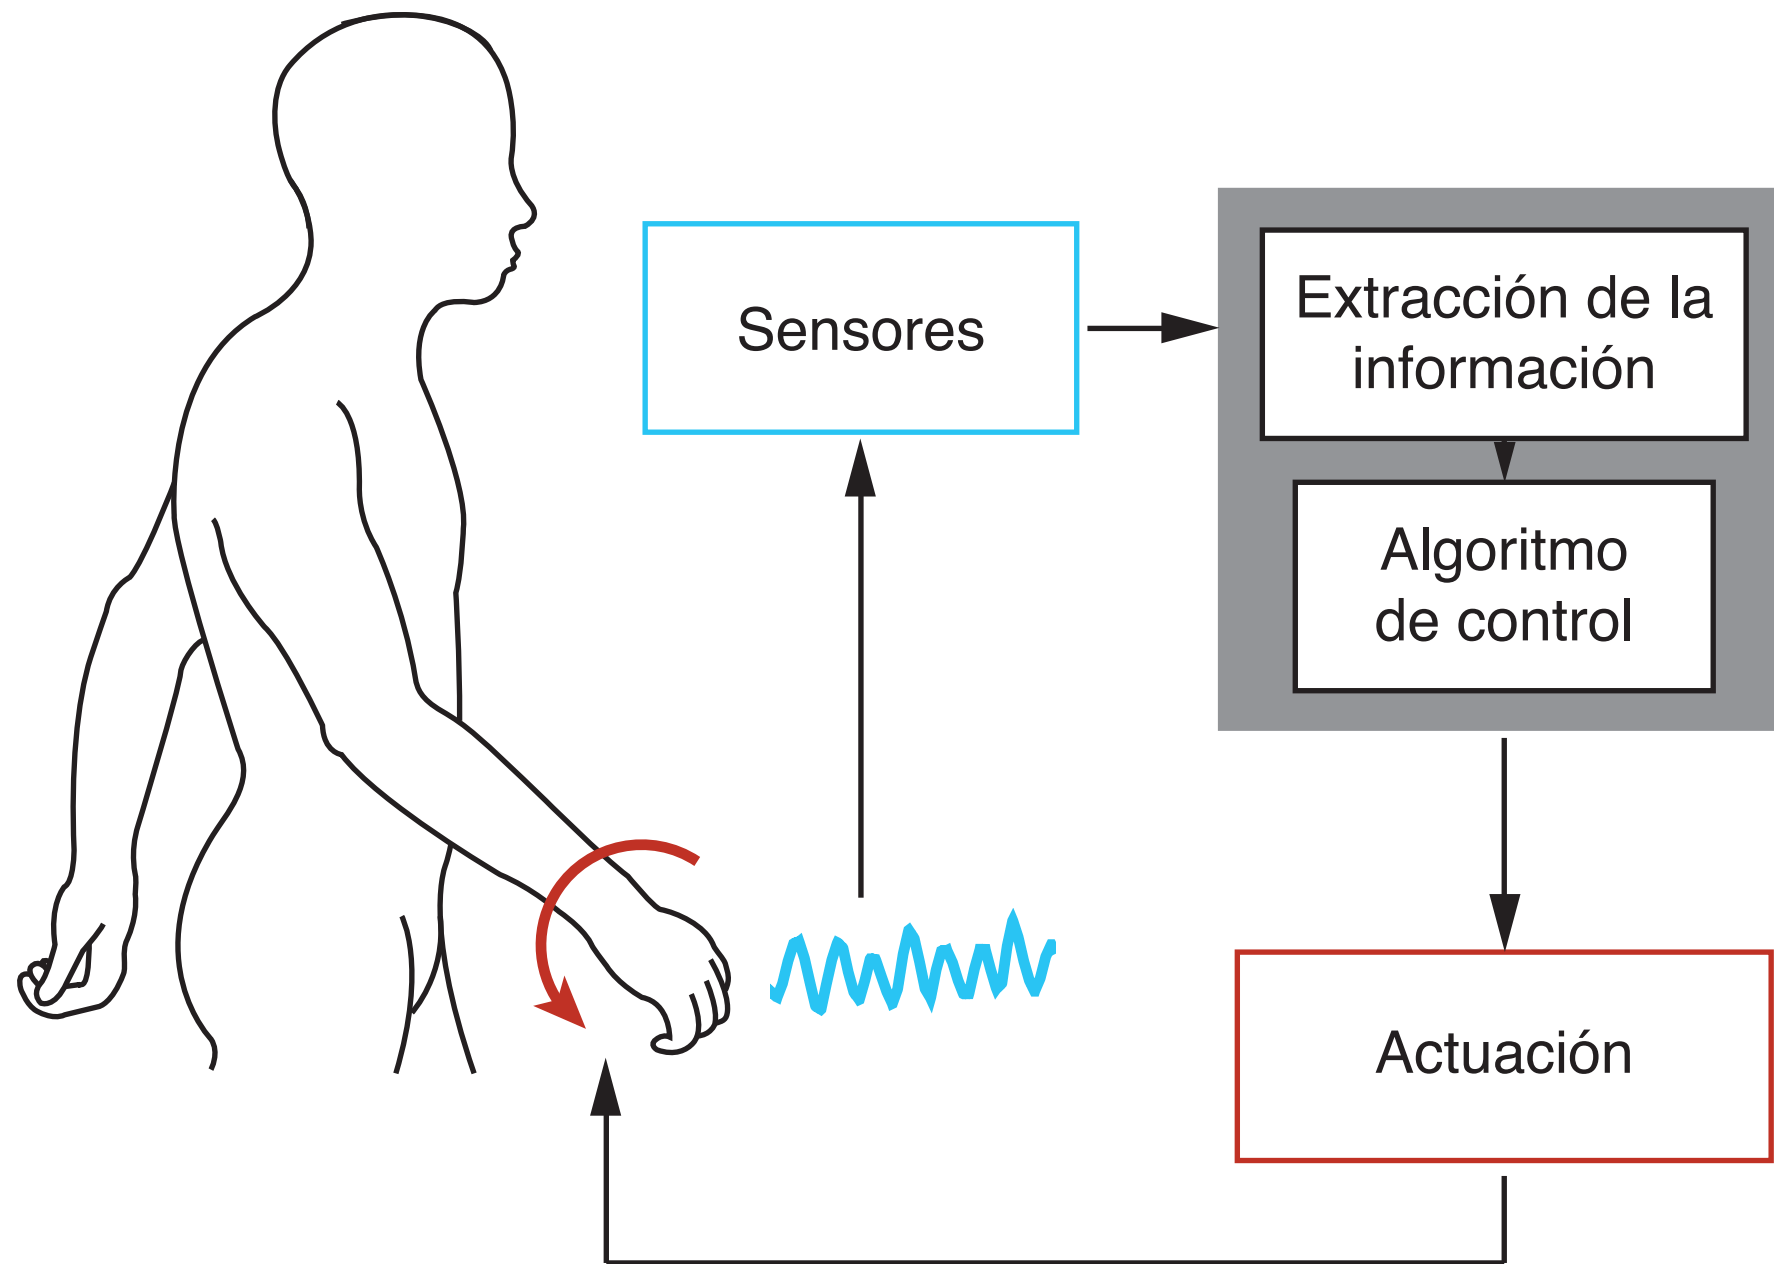 Sensores
Extracción de la
información
Algoritmo
de control
Actuación